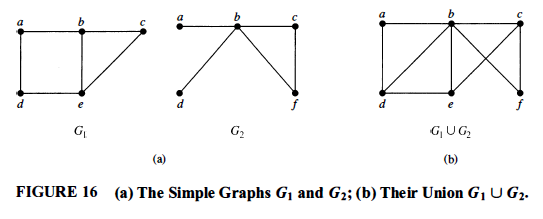 a b c a b c a b c
d e d f d e f
G₁ G₂ G₁ ∪ G₂
(a) (b)
FIGURE 16 (a) The Simple Graphs G₁ and G₂; (b) Their Union G₁ ∪ G₂.